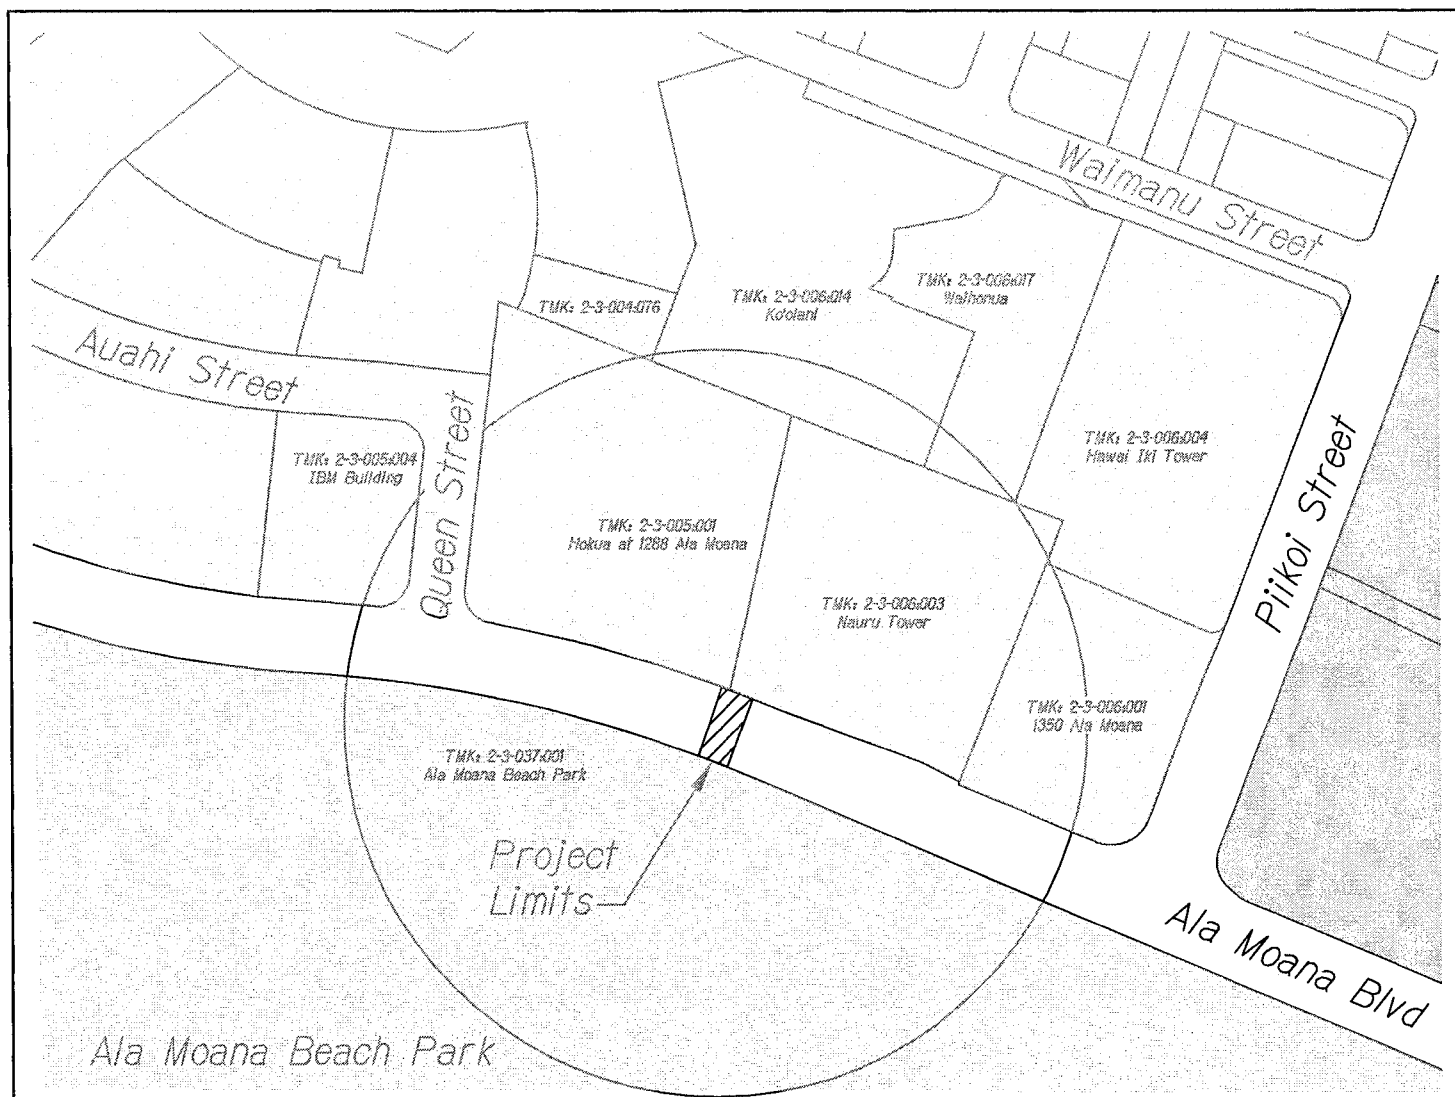 Waimanu Street
TMK: 2-3-004:076
TMK: 2-3-006:014
Ko'olani
TMK: 2-3-006:017
Waihonua
Auahi Street
TMK: 2-3-005:004
IBM Building
Queen Street
TMK: 2-3-006:004
Hawai Iki Tower
Piikoi Street
TMK: 2-3-005:001
Hokua at 1288 Ala Moana
TMK: 2-3-006:003
Nauru Tower
TMK: 2-3-006:001
1350 Ala Moana
TMK: 2-3-037:001
Ala Moana Beach Park
Project
Limits
Ala Moana Blvd
Ala Moana Beach Park